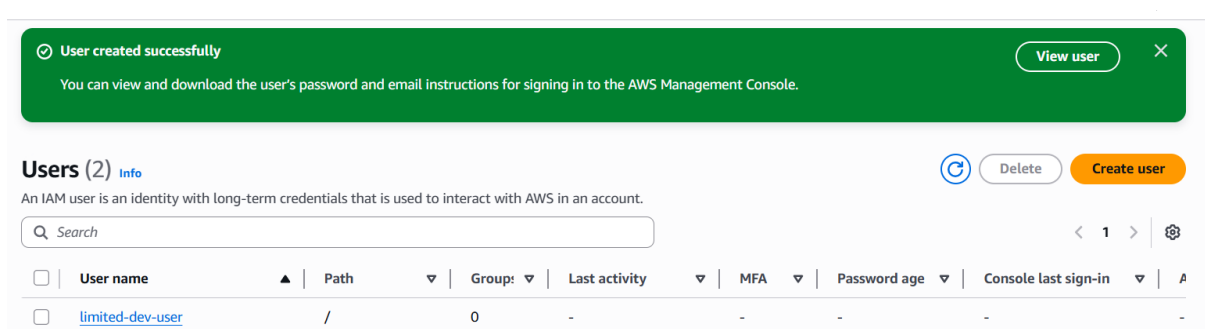 User created successfully
View user
You can view and download the user's password and email instructions for signing in to the AWS Management Console.
Users (2) Info
Delete
Create user
An IAM user is an identity with long-term credentials that is used to interact with AWS in an account.
Search
1
User name Path Group: Last activity MFA Password age Console last sign-in A
limited-dev-user / 0 - - - - -